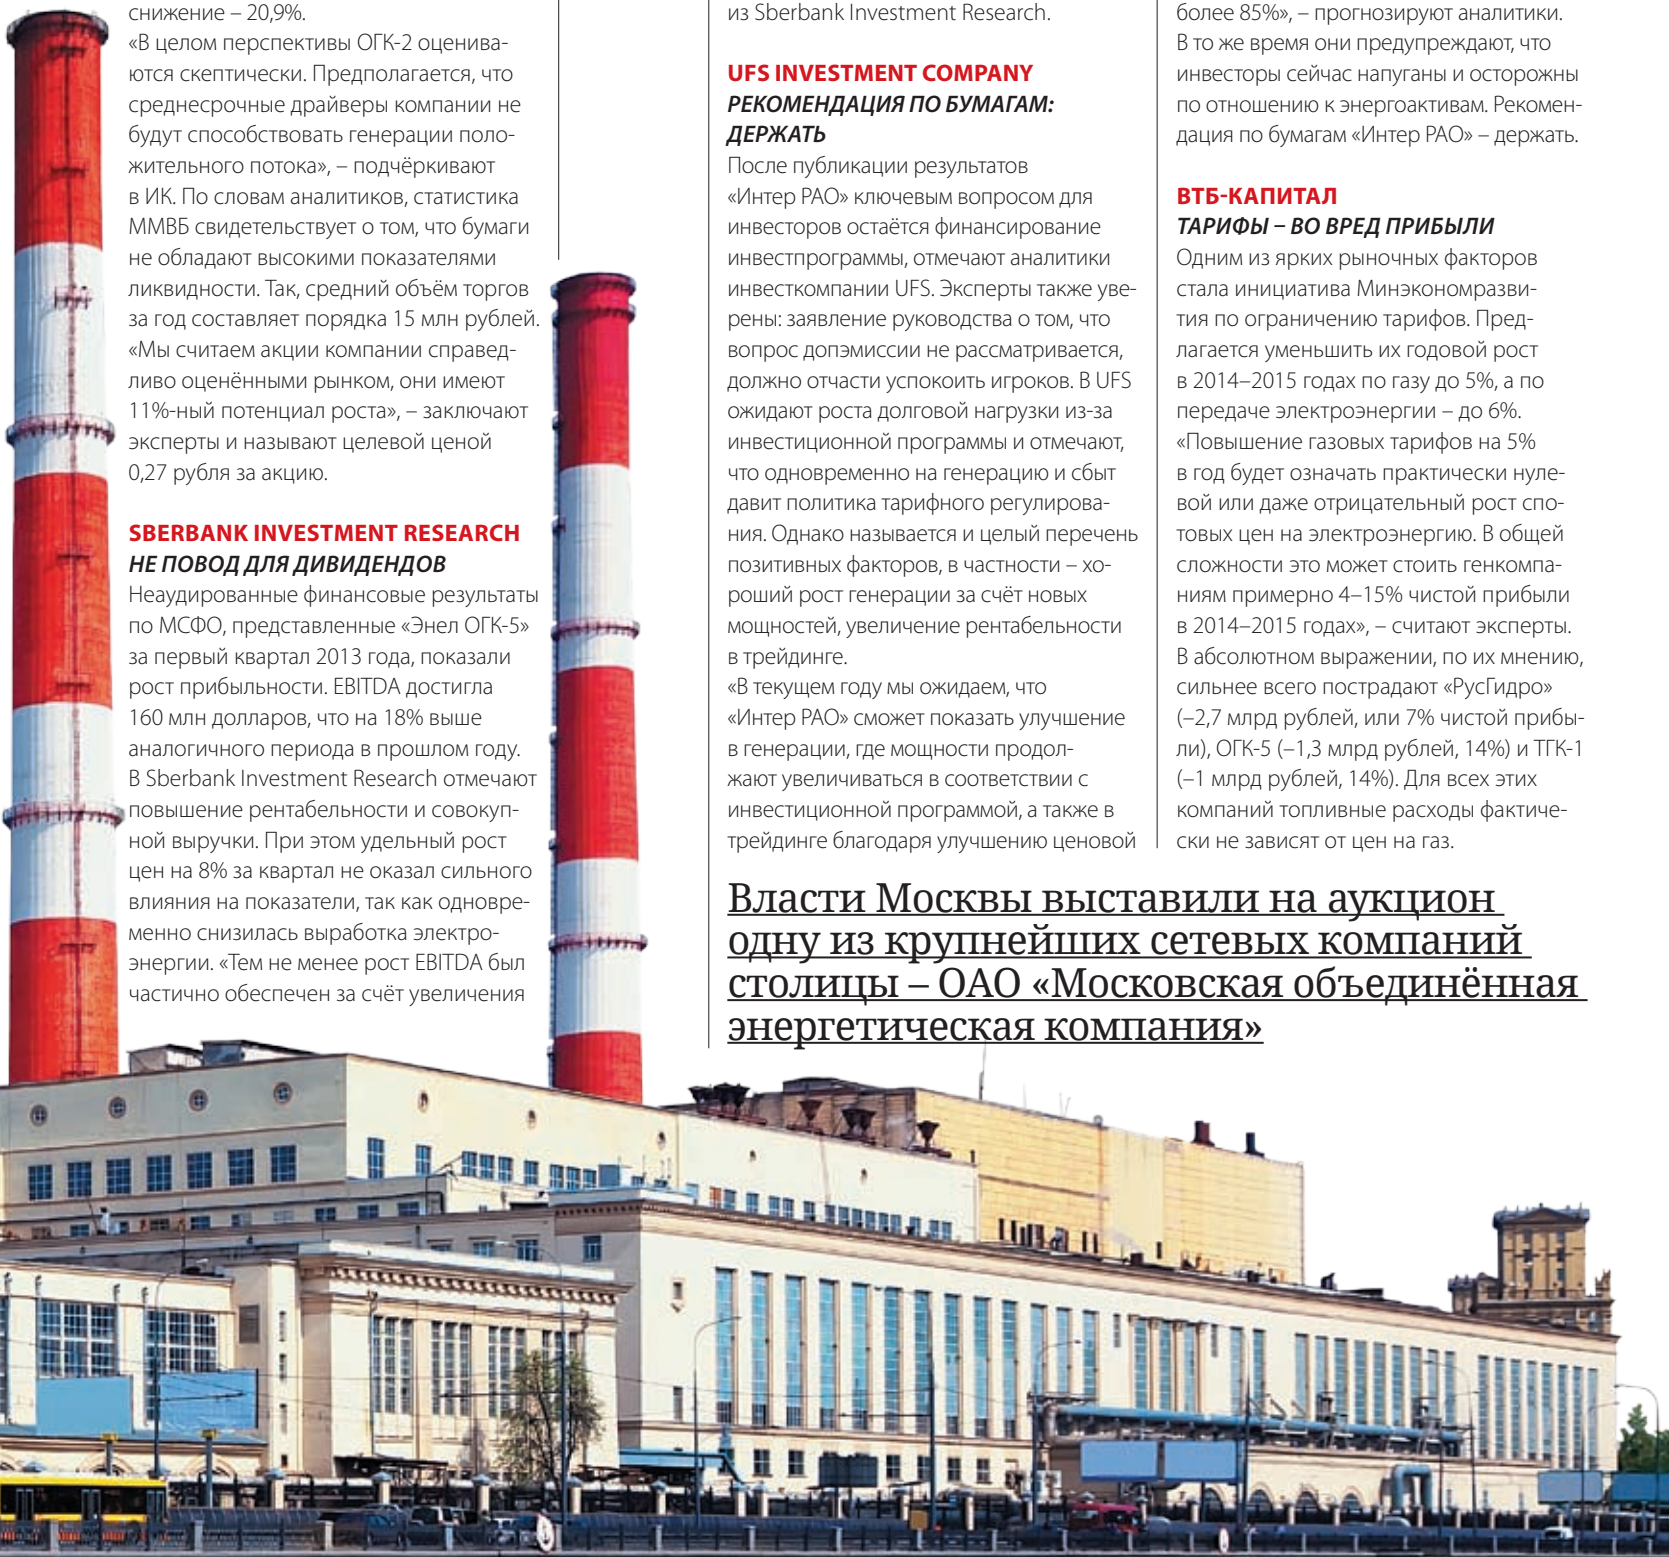 снижение – 20,9%.
«В целом перспективы ОГК-2 оценива-
ются скептически. Предполагается, что
среднесрочные драйверы компании не
будут способствовать генерации поло-
жительного потока», – подчёркивают
в ИК. По словам аналитиков, статистика
ММВБ свидетельствует о том, что бумаги
не обладают высокими показателями
ликвидности. Так, средний объём торгов
за год составляет порядка 15 млн рублей.
«Мы считаем акции компании справед-
ливо оценёнными рынком, они имеют
11%-ный потенциал роста», – заключают
эксперты и называют целевой ценой
0,27 рубля за акцию.
SBERBANK INVESTMENT RESEARCH
НЕ ПОВОД ДЛЯ ДИВИДЕНДОВ
Неаудированные финансовые результаты
по МСФО, представленные «Энел ОГК-5»
за первый квартал 2013 года, показали
рост прибыльности. EBITDA достигла
160 млн долларов, что на 18% выше
аналогичного периода в прошлом году.
В Sberbank Investment Research отмечают
повышение рентабельности и совокуп-
ной выручки. При этом удельный рост
цен на 8% за квартал не оказал сильного
влияния на показатели, так как одновре-
менно снизилась выработка электро-
энергии. «Тем не менее рост EBITDA был
частично обеспечен за счёт увеличения
из Sberbank Investment Research.
UFS INVESTMENT COMPANY
РЕКОМЕНДАЦИЯ ПО БУМАГАМ:
ДЕРЖАТЬ
После публикации результатов
«Интер РАО» ключевым вопросом для
инвесторов остаётся финансирование
инвестпрограммы, отмечают аналитики
инвесткомпании UFS. Эксперты также уве-
рены: заявление руководства о том, что
вопрос допэмиссии не рассматривается,
должно отчасти успокоить игроков. В UFS
ожидают роста долговой нагрузки из-за
инвестиционной программы и отмечают,
что одновременно на генерацию и сбыт
давит политика тарифного регулирова-
ния. Однако называется и целый перечень
позитивных факторов, в частности – хо-
роший рост генерации за счёт новых
мощностей, увеличение рентабельности
в трейдинге.
«В текущем году мы ожидаем, что
«Интер РАО» сможет показать улучшение
в генерации, где мощности продол-
жают увеличиваться в соответствии с
инвестиционной программой, а также в
трейдинге благодаря улучшению ценовой
более 85%», – прогнозируют аналитики.
В то же время они предупреждают, что
инвесторы сейчас напуганы и осторожны
по отношению к энергоактивам. Рекомен-
дация по бумагам «Интер РАО» – держать.
ВТБ-КАПИТАЛ
ТАРИФЫ – ВО ВРЕД ПРИБЫЛИ
Одним из ярких рыночных факторов
стала инициатива Минэкономразви-
тия по ограничению тарифов. Пред-
лагается уменьшить их годовой рост
в 2014–2015 годах по газу до 5%, а по
передаче электроэнергии – до 6%.
«Повышение газовых тарифов на 5%
в год будет означать практически нуле-
вой или даже отрицательный рост спо-
товых цен на электроэнергию. В общей
сложности это может стоить генкомпа-
ниям примерно 4–15% чистой прибыли
в 2014–2015 годах», – считают эксперты.
В абсолютном выражении, по их мнению,
сильнее всего пострадают «РусГидро»
(–2,7 млрд рублей, или 7% чистой прибы-
ли), ОГК-5 (–1,3 млрд рублей, 14%) и ТГК-1
(–1 млрд рублей, 14%). Для всех этих
компаний топливные расходы фактиче-
ски не зависят от цен на газ.
Власти Москвы выставили на аукцион
одну из крупнейших сетевых компаний
столицы – ОАО «Московская объединённая
энергетическая компания»